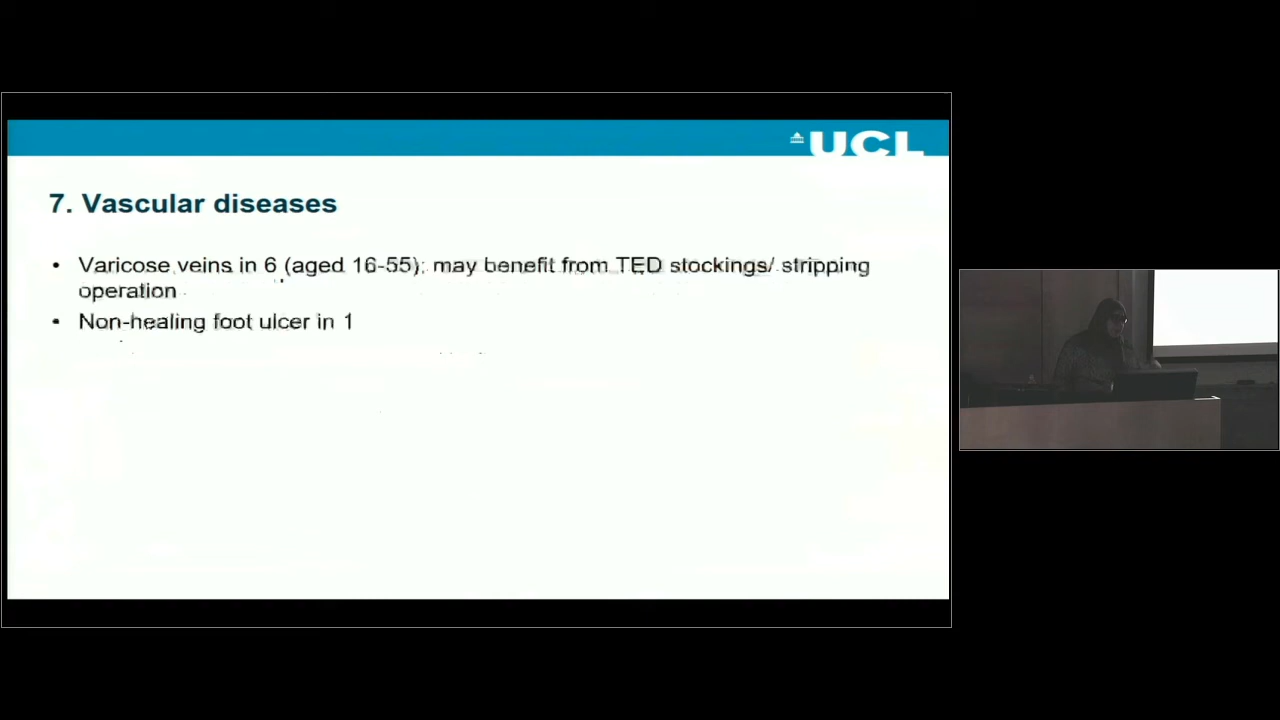 UCL
7. Vascular diseases
• Varicose veins in 6 (aged 16-55); may benefit from TED stockings/ stripping
operation
• Non-healing foot ulcer in 1